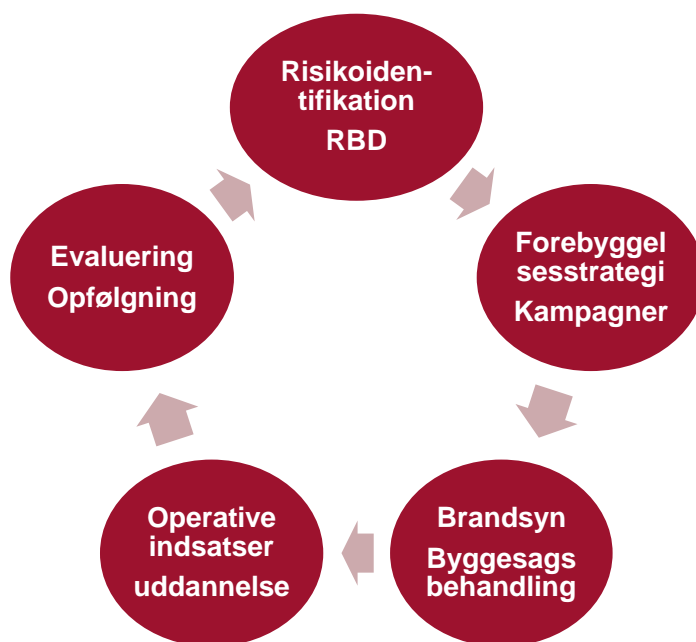 Risikoiden-
tifikation
RBD
Forebyggel
sesstrategi
Kampagner
Brandsyn
Byggesags
behandling
Operative
indsatser
uddannelse
Evaluering
Opfølgning